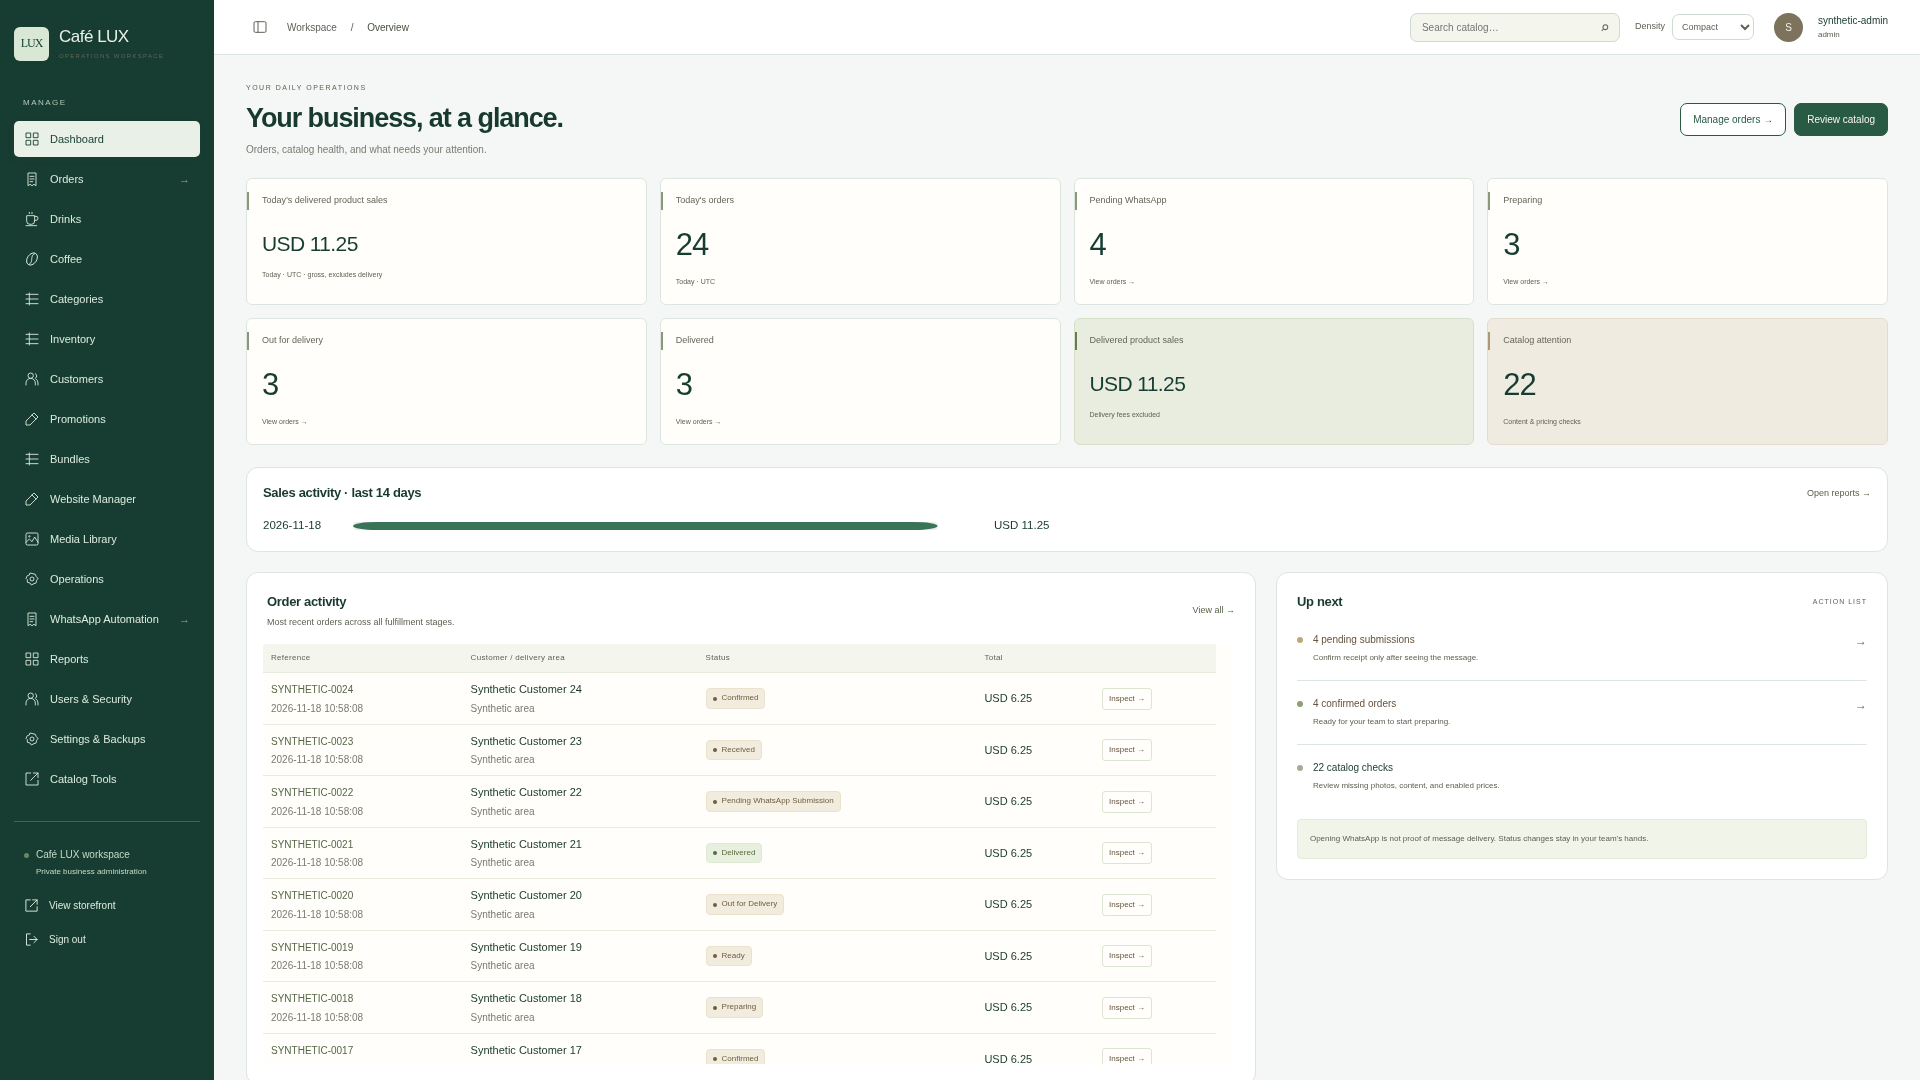 LUX
Café LUX
OPERATIONS WORKSPACE
MANAGE
Dashboard
Orders →
Drinks
Coffee
Categories
Inventory
Customers
Promotions
Bundles
Website Manager
Media Library
Operations
WhatsApp Automation →
Reports
Users & Security
Settings & Backups
Catalog Tools
Café LUX workspace
Private business administration
View storefront
Sign out
Workspace / Overview
Search catalog…
Density Compact
S
synthetic-admin
admin
YOUR DAILY OPERATIONS
Your business, at a glance.
Orders, catalog health, and what needs your attention.
Manage orders →
Review catalog
Today's delivered product sales
USD 11.25
Today · UTC · gross, excludes delivery
Today's orders
24
Today · UTC
Pending WhatsApp
4
View orders →
Preparing
3
View orders →
Out for delivery
3
View orders →
Delivered
3
View orders →
Delivered product sales
USD 11.25
Delivery fees excluded
Catalog attention
22
Content & pricing checks
Sales activity · last 14 days
Open reports →
2026-11-18 USD 11.25
Order activity
Most recent orders across all fulfillment stages.
View all →
Reference Customer / delivery area Status Total
SYNTHETIC-0024 Synthetic Customer 24 Confirmed USD 6.25 Inspect →
2026-11-18 10:58:08 Synthetic area
SYNTHETIC-0023 Synthetic Customer 23 Received USD 6.25 Inspect →
2026-11-18 10:58:08 Synthetic area
SYNTHETIC-0022 Synthetic Customer 22 Pending WhatsApp Submission USD 6.25 Inspect →
2026-11-18 10:58:08 Synthetic area
SYNTHETIC-0021 Synthetic Customer 21 Delivered USD 6.25 Inspect →
2026-11-18 10:58:08 Synthetic area
SYNTHETIC-0020 Synthetic Customer 20 Out for Delivery USD 6.25 Inspect →
2026-11-18 10:58:08 Synthetic area
SYNTHETIC-0019 Synthetic Customer 19 Ready USD 6.25 Inspect →
2026-11-18 10:58:08 Synthetic area
SYNTHETIC-0018 Synthetic Customer 18 Preparing USD 6.25 Inspect →
2026-11-18 10:58:08 Synthetic area
SYNTHETIC-0017 Synthetic Customer 17 Confirmed USD 6.25 Inspect →
Up next
ACTION LIST
4 pending submissions →
Confirm receipt only after seeing the message.
4 confirmed orders →
Ready for your team to start preparing.
22 catalog checks
Review missing photos, content, and enabled prices.
Opening WhatsApp is not proof of message delivery. Status changes stay in your team's hands.